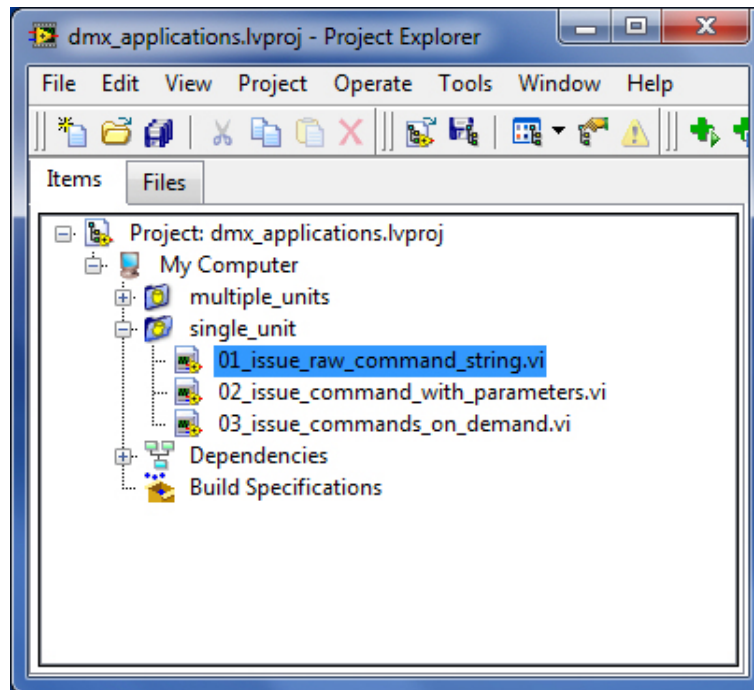 dmx_applications.lvproj - Project Explorer
File Edit View Project Operate Tools Window Help
Items Files
Project: dmx_applications.lvproj
My Computer
multiple_units
single_unit
01_issue_raw_command_string.vi
02_issue_command_with_parameters.vi
03_issue_commands_on_demand.vi
Dependencies
Build Specifications